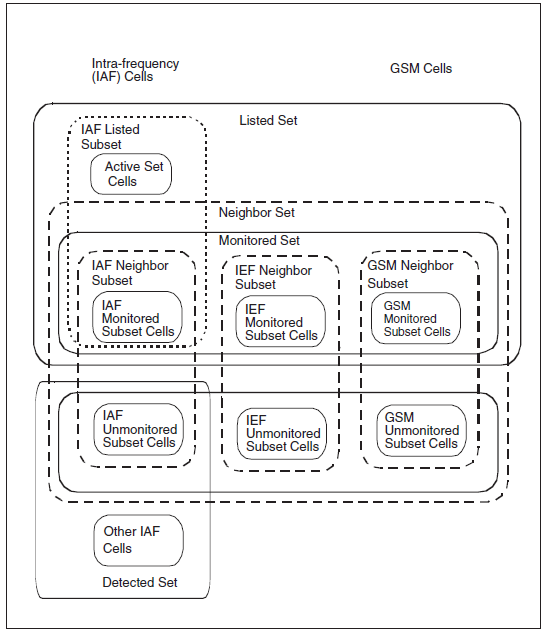 Intra-frequency
(IAF) Cells
GSM Cells
Listed Set
IAF Listed
Subset
Active Set
Cells
Neighbor Set
Monitored Set
IAF Neighbor
Subset
IAF
Monitored
Subset Cells
IEF Neighbor
Subset
IEF
Monitored
Subset Cells
GSM Neighbor
Subset
GSM
Monitored
Subset Cells
IAF
Unmonitored
Subset Cells
IEF
Unmonitored
Subset Cells
GSM
Unmonitored
Subset Cells
Other IAF
Cells
Detected Set